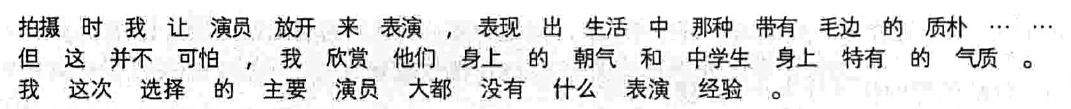 拍摄 时 我 让 演员 放开 来 表演 ， 表现 出 生活 中 那种 带有 毛边 的 质朴 … …
但 这 并不 可怕 ， 我 欣赏 他们 身上 的 朝气 和 中学生 身上 特有 的 气质 。
我 这次 选择 的 主要 演员 大都 没有 什么 表演 经验 。